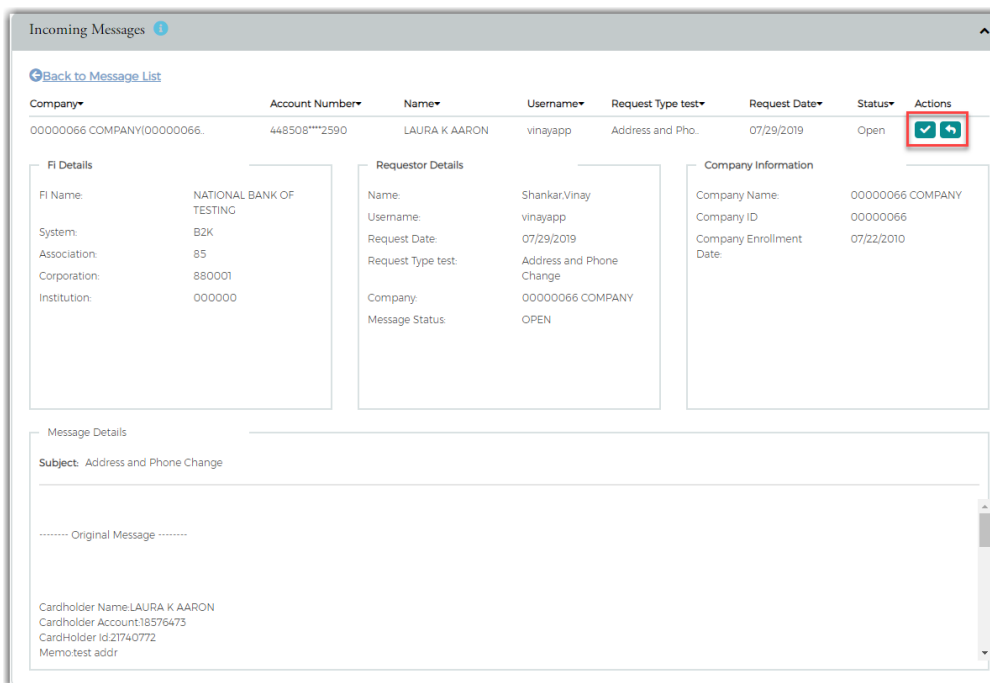 Incoming Messages
Back to Message List
Company Account Number Name Username Request Type test Request Date Status Actions
00000066 COMPANY(00000066.. 448508****2590 LAURA K AARON vinayapp Address and Pho... 07/29/2019 Open
FI Details
FI Name: NATIONAL BANK OF
TESTING
System: B2K
Association: 85
Corporation: 880001
Institution: 000000
Requestor Details
Name: Shankar,Vinay
Username: vinayapp
Request Date: 07/29/2019
Request Type test: Address and Phone
Change
Company: 00000066 COMPANY
Message Status: OPEN
Company Information
Company Name: 00000066 COMPANY
Company ID 00000066
Company Enrollment 07/22/2010
Date:
Message Details
Subject: Address and Phone Change
-------- Original Message --------
Cardholder Name:LAURA K AARON
Cardholder Account:18576473
CardHolder Id:21740772
Memo:test addr